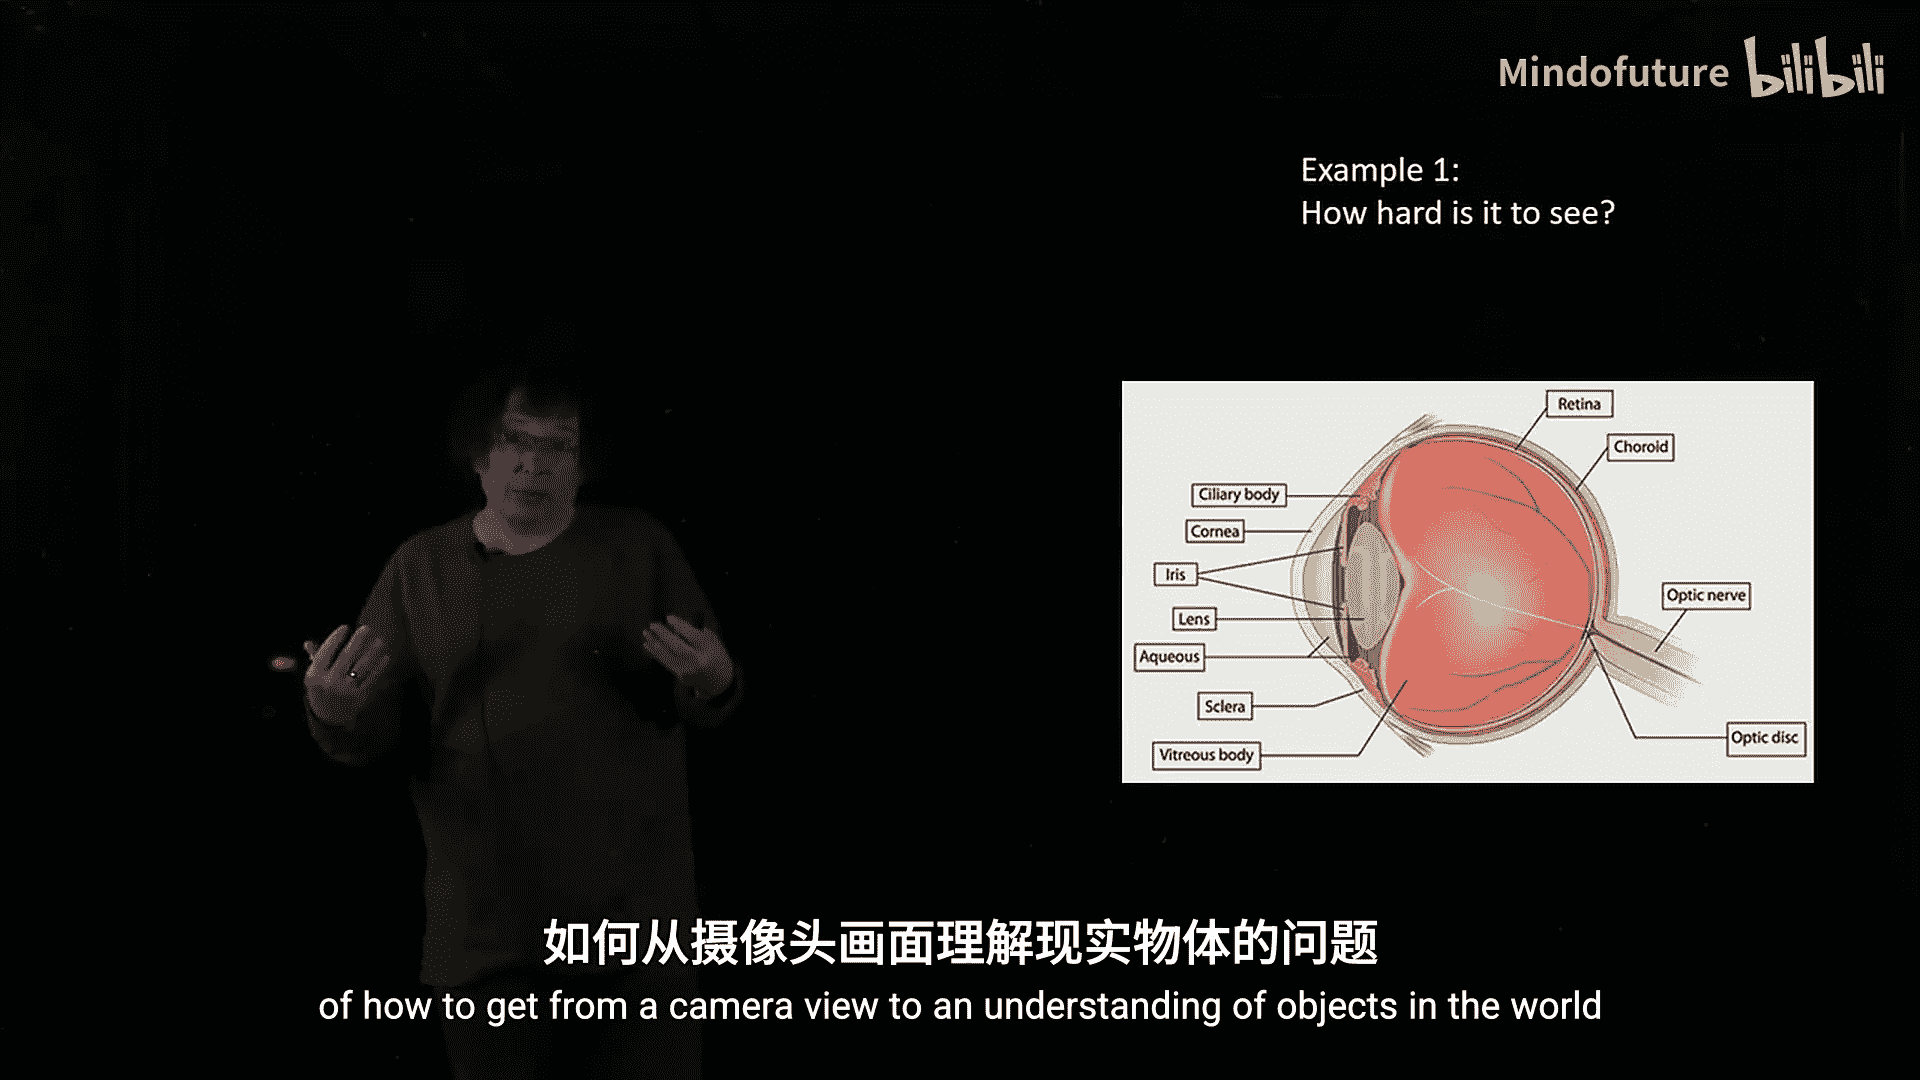 Mindofuture bilibili
Example 1:
How hard is it to see?
Retina
Choroid
Ciliary body
Cornea
Iris
Lens
Aqueous
Sclera
Vitreous body
Optic nerve
Optic disc
如何从摄像头画面理解现实物体的问题
of how to get from a camera view to an understanding of objects in the world